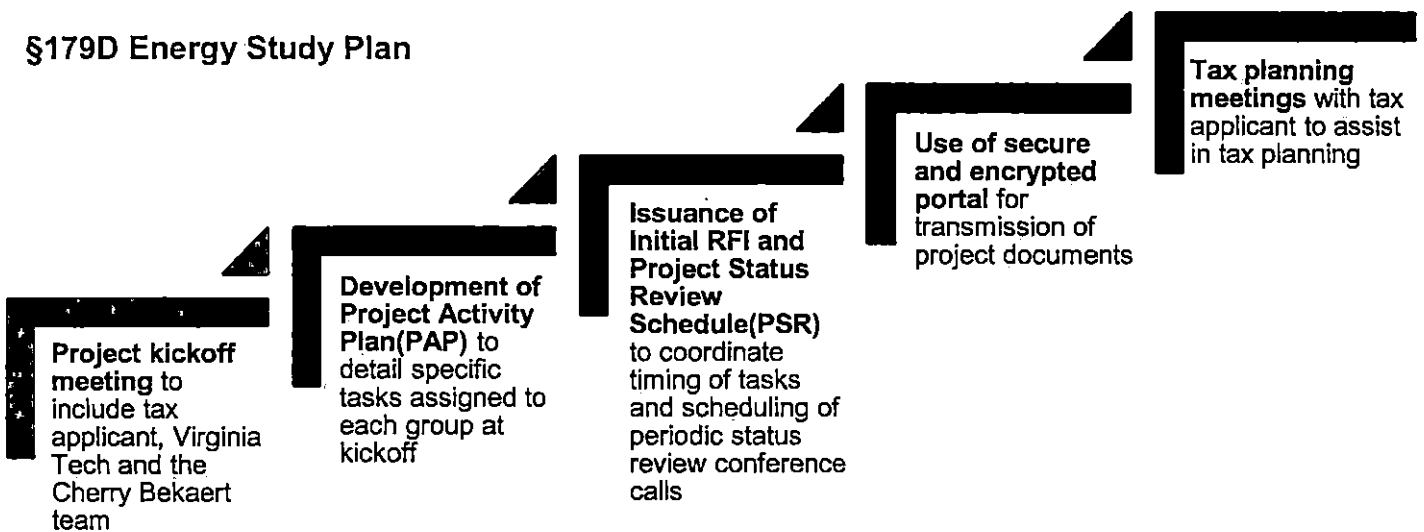 §179D Energy Study Plan
Project kickoff
meeting to
include tax
applicant, Virginia
Tech and the
Cherry Bekaert
team
Development of
Project Activity
Plan(PAP) to
detail specific
tasks assigned to
each group at
kickoff
Issuance of
Initial RFI and
Project Status
Review
Schedule(PSR)
to coordinate
timing of tasks
and scheduling of
periodic status
review conference
calls
Use of secure
and encrypted
portal for
transmission of
project documents
Tax planning
meetings with tax
applicant to assist
in tax planning